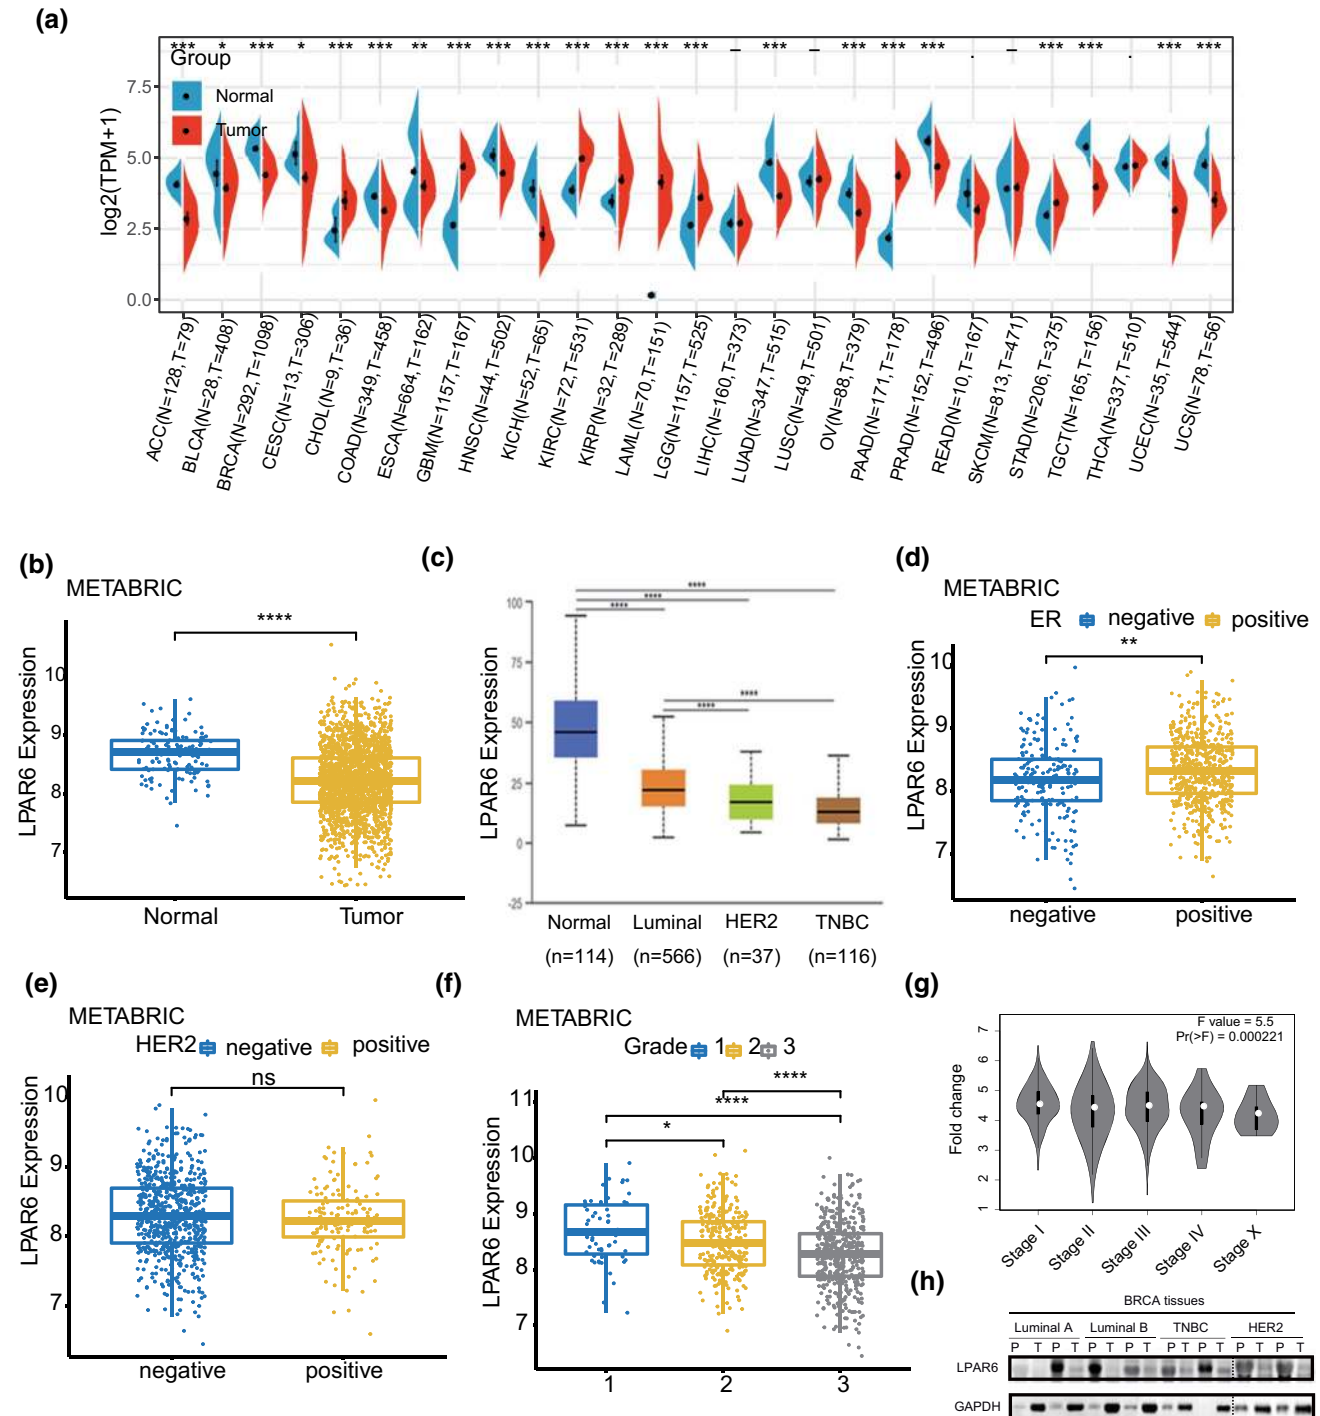 (a)
*** * *** * *** *** ** *** *** *** *** *** *** *** – *** – *** *** *** . – *** *** . *** ***
Group
Normal
Tumor
log2(TPM+1)
7.5
5.0
2.5
0.0
ACC(N=128,T=79)
BLCA(N=28,T=408)
BRCA(N=292,T=1098)
CESC(N=13,T=306)
CHOL(N=9,T=36)
COAD(N=349,T=458)
ESCA(N=664,T=162)
GBM(N=1157,T=167)
HNSC(N=44,T=502)
KICH(N=52,T=65)
KIRC(N=72,T=531)
KIRP(N=32,T=289)
LAML(N=70,T=151)
LGG(N=1157,T=525)
LIHC(N=160,T=373)
LUAD(N=347,T=515)
LUSC(N=49,T=501)
OV(N=88,T=379)
PAAD(N=171,T=178)
PRAD(N=152,T=496)
READ(N=10,T=167)
SKCM(N=813,T=471)
STAD(N=206,T=375)
TGCT(N=165,T=156)
THCA(N=337,T=510)
UCEC(N=35,T=544)
UCS(N=78,T=56)
(b)
METABRIC
****
LPAR6 Expression
10
9
8
7
Normal Tumor
(c)
****
****
****
****
****
LPAR6 Expression
100
75
50
25
0
-25
Normal Luminal HER2 TNBC
(n=114) (n=566) (n=37) (n=116)
(d)
METABRIC
ER negative positive
**
LPAR6 Expression
10
9
8
7
negative positive
(e)
METABRIC
HER2 negative positive
ns
LPAR6 Expression
10
9
8
7
negative positive
(f)
METABRIC
Grade 1 2 3
****
****
*
LPAR6 Expression
11
10
9
8
7
1 2 3
(g)
F value = 5.5
Pr(>F) = 0.000221
Fold change
7
6
5
4
3
2
1
Stage I
Stage II
Stage III
Stage IV
Stage X
(h)
BRCA tissues
Luminal A Luminal B TNBC HER2
P T P T P T P T P T P T P T P T
LPAR6
GAPDH